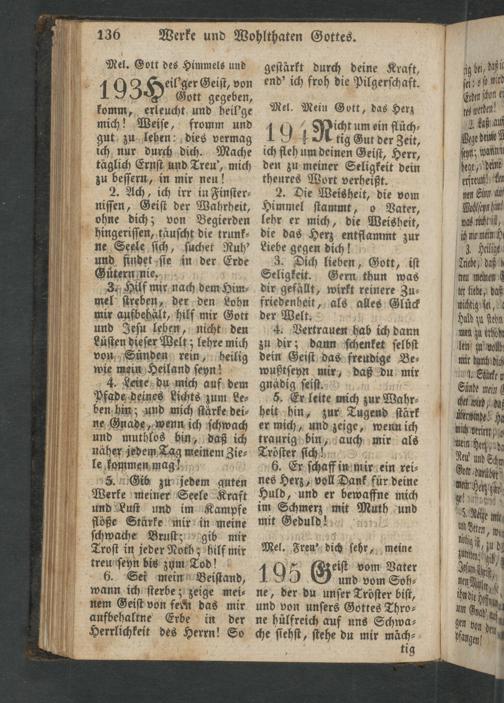 136 Werke und Wohlthaten Gottes.
Mel. Gott des Himmels und
193 Heil'ger Geist, von
Gott gegeben,
komm, erleucht und heil'ge
mich! Weise, fromm und
gut zu leben: dies vermag
ich nur durch dich. Mache
täglich Ernst und Treu', mich
zu bessern, in mir neu!
2. Ach, ich irr in Finster-
nissen, Geist der Wahrheit,
ohne dich; von Begierden
hingerissen, täuscht die trunk-
ne Seele sich, suchet Ruh'
und findet sie in der Erde
Gütern nie.
3. Hilf mir nach dem Him-
mel streben, der den Lohn
mir aufbehält, hilf mir Gott
und Jesu leben, nicht den
Lüsten dieser Welt; lehre mich
von Sünden rein, heilig
wie mein Heiland seyn!
4. Leite du mich auf dem
Pfade deines Lichts zum Le-
ben hin; und mich stärke dei-
ne Gnade, wenn ich schwach
und muthlos bin, daß ich
näher jedem Tag meinem Zie-
le kommen mag!
5. Gib zu jedem guten
Werke meiner Seele Kraft
und Lust und im Kampfe
flöße Stärke mir in meine
schwache Brust; gib mir
Trost in jeder Noth; hilf mir
treu seyn bis zum Tod!
6. Sei mein Beistand,
wann ich sterbe; zeige mei-
nem Geist von fern das mir
aufbehaltne Erbe in der
Herrlichkeit des Herrn! So
gestärkt durch deine Kraft,
end' ich froh die Pilgerschaft.
Mel. Mein Gott, das Herz
194 Nicht um ein flüch-
tig Gut der Zeit,
ich fleh um deinen Geist, Herr,
den zu meiner Seligkeit dein
theures Wort verheißt.
2. Die Weisheit, die vom
Himmel stammt, o Vater,
lehr er mich, die Weisheit,
die das Herz entflammt zur
Liebe gegen dich!
3. Dich lieben, Gott, ist
Seligkeit. Gern thun was
dir gefällt, wirkt reinere Zu-
friedenheit, als alles Glück
der Welt.
4. Vertrauen hab ich dann
zu dir; dann schenket selbst
dein Geist das freudige Be-
wußtseyn mir, daß du mir
gnädig seist.
5. Er leite mich zur Wahr-
heit hin, zur Tugend stärk
er mich, und zeige, wenn ich
traurig bin, auch mir als
Tröster sich!
6. Er schaff in mir ein rei-
nes Herz, voll Dank für deine
Huld, und er bewaffne mich
im Schmerz mit Muth und
mit Geduld!
Mel. Freu' dich sehr, meine
195 Geist vom Vater
und vom Soh-
ne, der du unser Tröster bist,
und von unsers Gottes Thro-
ne hülfreich auf uns Schwa-
che siehst, stehe du mir mäch-
tig